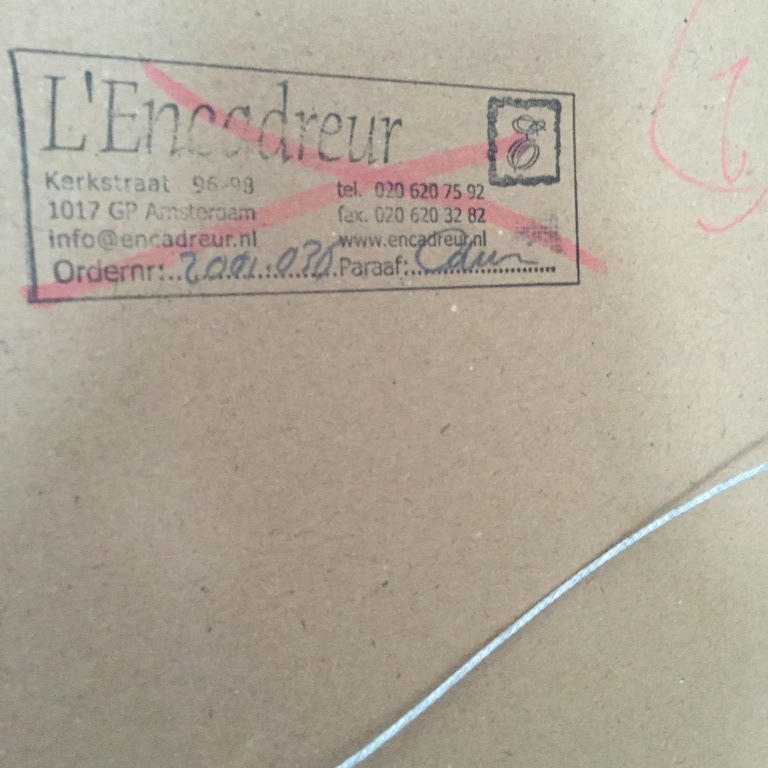 L'Encadreur
E
Kerkstraat 96-98
tel. 020 620 75 92
1017 GP Amsterdam
fax. 020 620 32 82
info@encadreur.nl
www.encadreur.nl
Ordernr:
Paraaf:
1